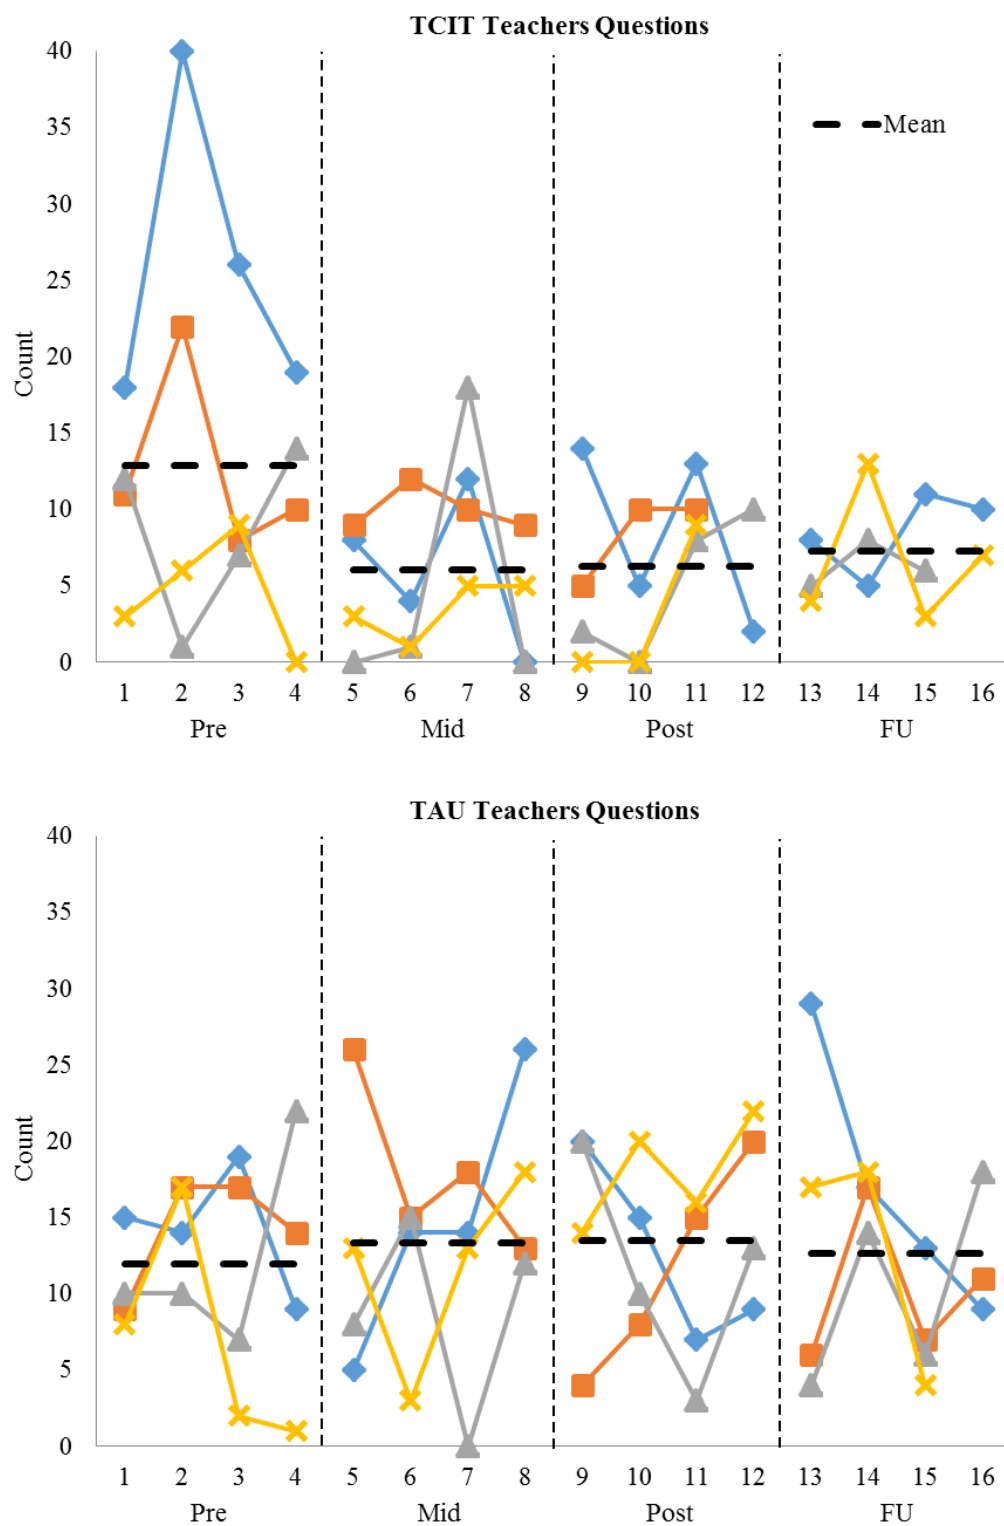 TCIT Teachers Questions
40
35
30
25
20
15
10
5
0
Count
Mean
1 2 3 4 5 6 7 8 9 10 11 12 13 14 15 16
Pre Mid Post FU
TAU Teachers Questions
40
35
30
25
20
15
10
5
0
Count
1 2 3 4 5 6 7 8 9 10 11 12 13 14 15 16
Pre Mid Post FU